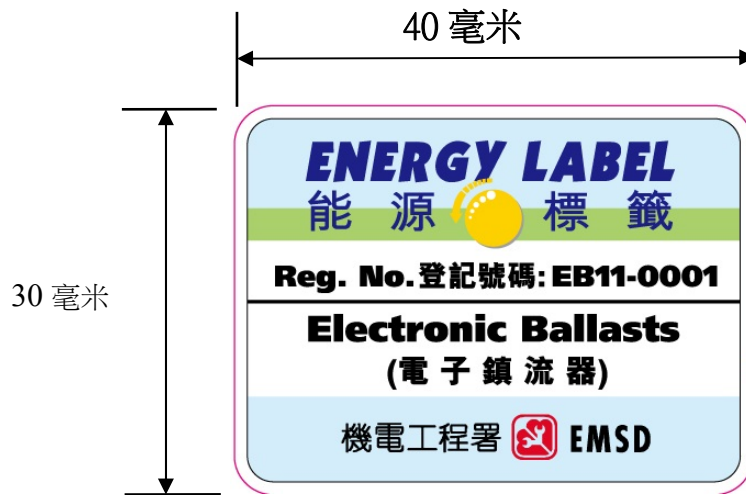 40 毫米
ENERGY LABEL
能源標籤
30 毫米
Reg. No.登記號碼: EB11-0001
Electronic Ballasts
(電子鎮流器)
機電工程署 EMSD